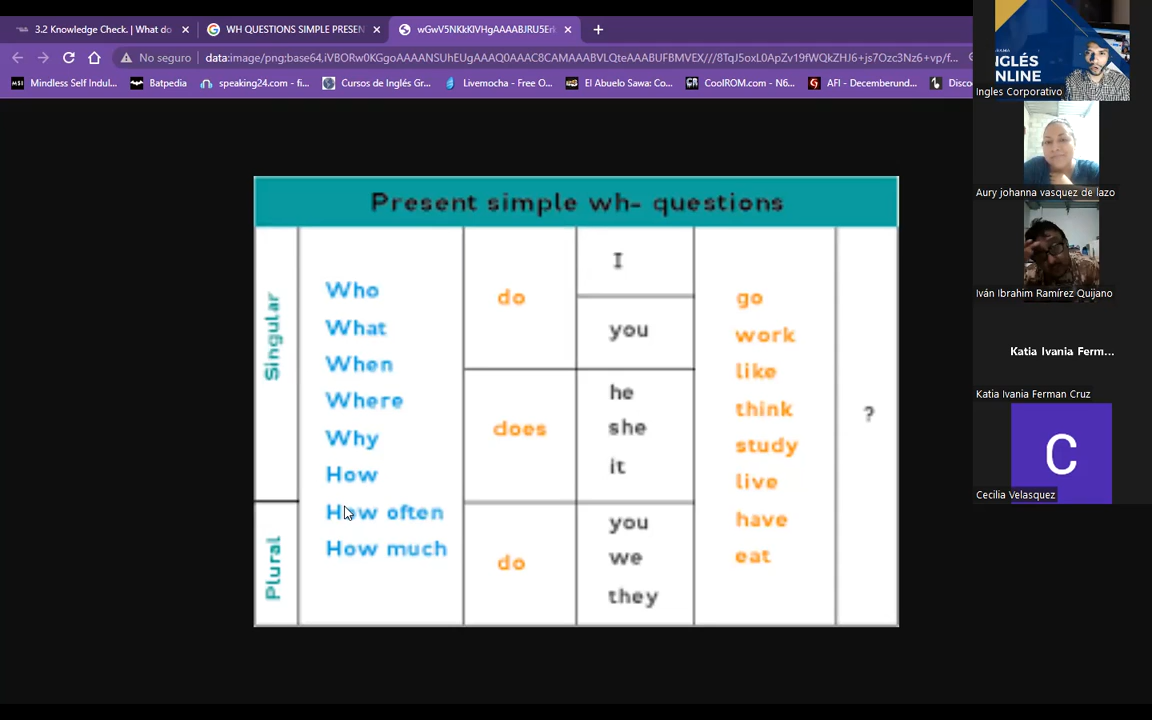 3.2 Knowledge Check. | What do
WH QUESTIONS SIMPLE PRESEN
No seguro
Mindless Self Indul...
Batpedia
speaking24.com - fi...
Cursos de Inglés Gr...
Livemocha - Free O...
El Abuelo Sawa: Co...
CoolROM.com - N6...
AFI - Decemberund...
Disco
Present simple wh- questions
Singular
Who
What
When
Where
Why
How
How often
How much
Plural
do
does
do
I
you
he
she
it
you
we
they
go
work
like
think
study
live
have
eat
?
NGLÉS
NLINE
Ingles Corporativo
Aury johanna vasquez de lazo
Iván Ibrahim Ramírez Quijano
Katia Ivania Ferm...
Katia Ivania Ferman Cruz
C
Cecilia Velasquez